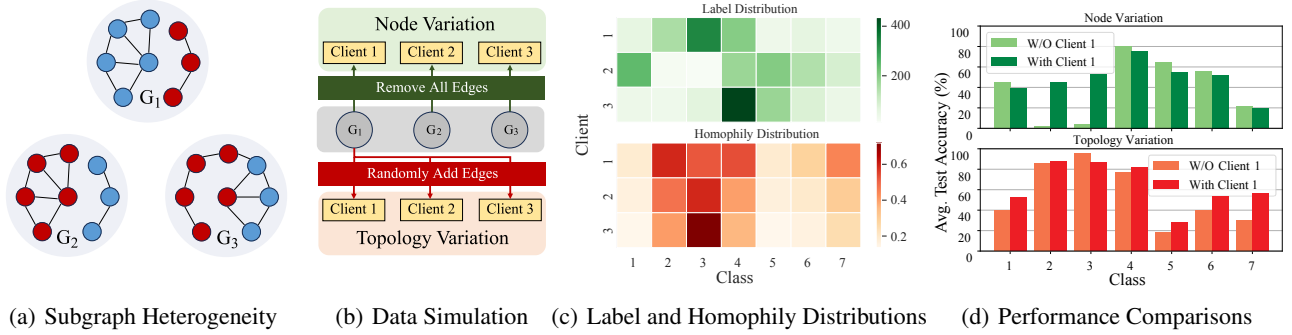 G1
G2
G3
(a) Subgraph Heterogeneity
Node Variation
Client 1 Client 2 Client 3
Remove All Edges
G1 G2 G3
Randomly Add Edges
Client 1 Client 2 Client 3
Topology Variation
(b) Data Simulation
Label Distribution
1
2
3
400
200
Client
Homophily Distribution
1
2
3
0.6
0.4
0.2
1 2 3 4 5 6 7
Class
(c) Label and Homophily Distributions
Node Variation
100
80
60
40
20
0
W/O Client 1
With Client 1
Avg. Test Accuracy (%)
Topology Variation
100
80
60
40
20
0
W/O Client 1
With Client 1
1 2 3 4 5 6 7
Class
(d) Performance Comparisons